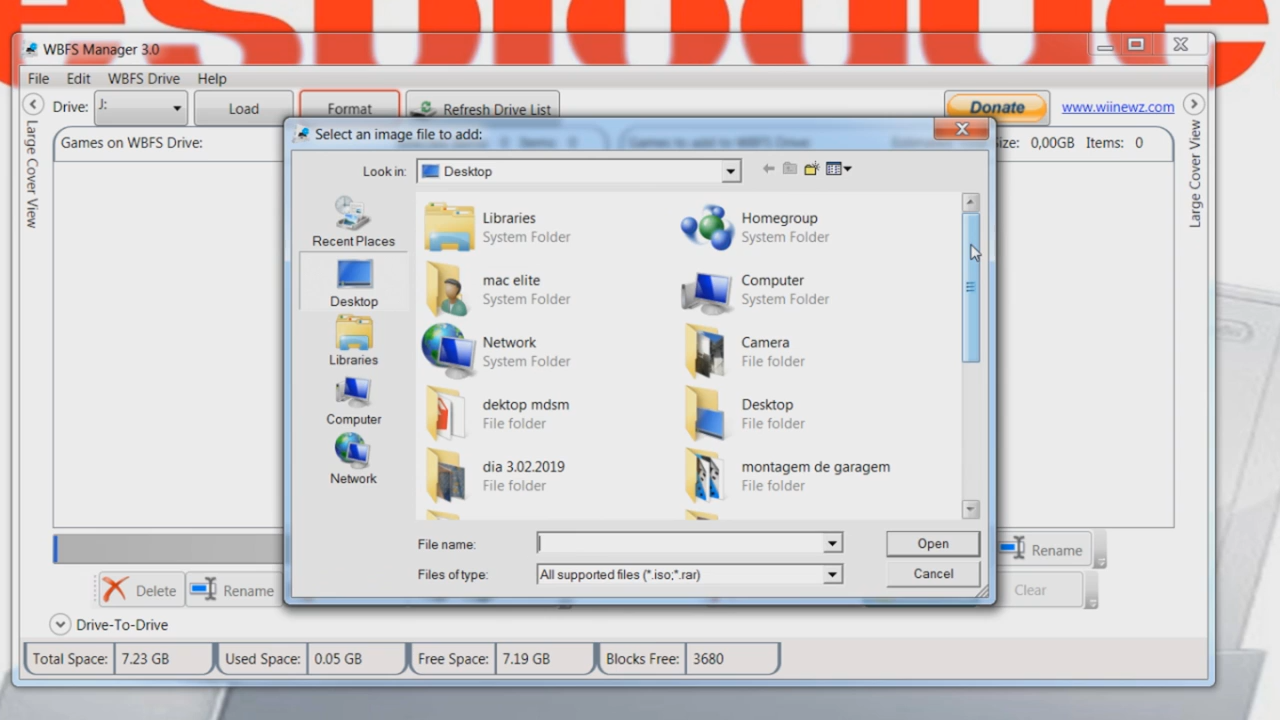 WBFS Manager 3.0
File Edit WBFS Drive Help
Drive: J: Load Format Refresh Drive List Donate www.wiinewz.com
Large Cover View
Games on WBFS Drive:
Size: 0,00GB Items: 0
Large Cover View
Select an image file to add:
Look in: Desktop
Recent Places
Desktop
Libraries
Computer
Network
Libraries
System Folder
Homegroup
System Folder
mac elite
System Folder
Computer
System Folder
Network
System Folder
Camera
File folder
dektop mdsm
File folder
Desktop
File folder
dia 3.02.2019
File folder
montagem de garagem
File folder
File name: Open
Files of type: All supported files (*.iso;*.rar) Cancel
Rename
Delete Rename Clear
Drive-To-Drive
Total Space: 7.23 GB Used Space: 0.05 GB Free Space: 7.19 GB Blocks Free: 3680